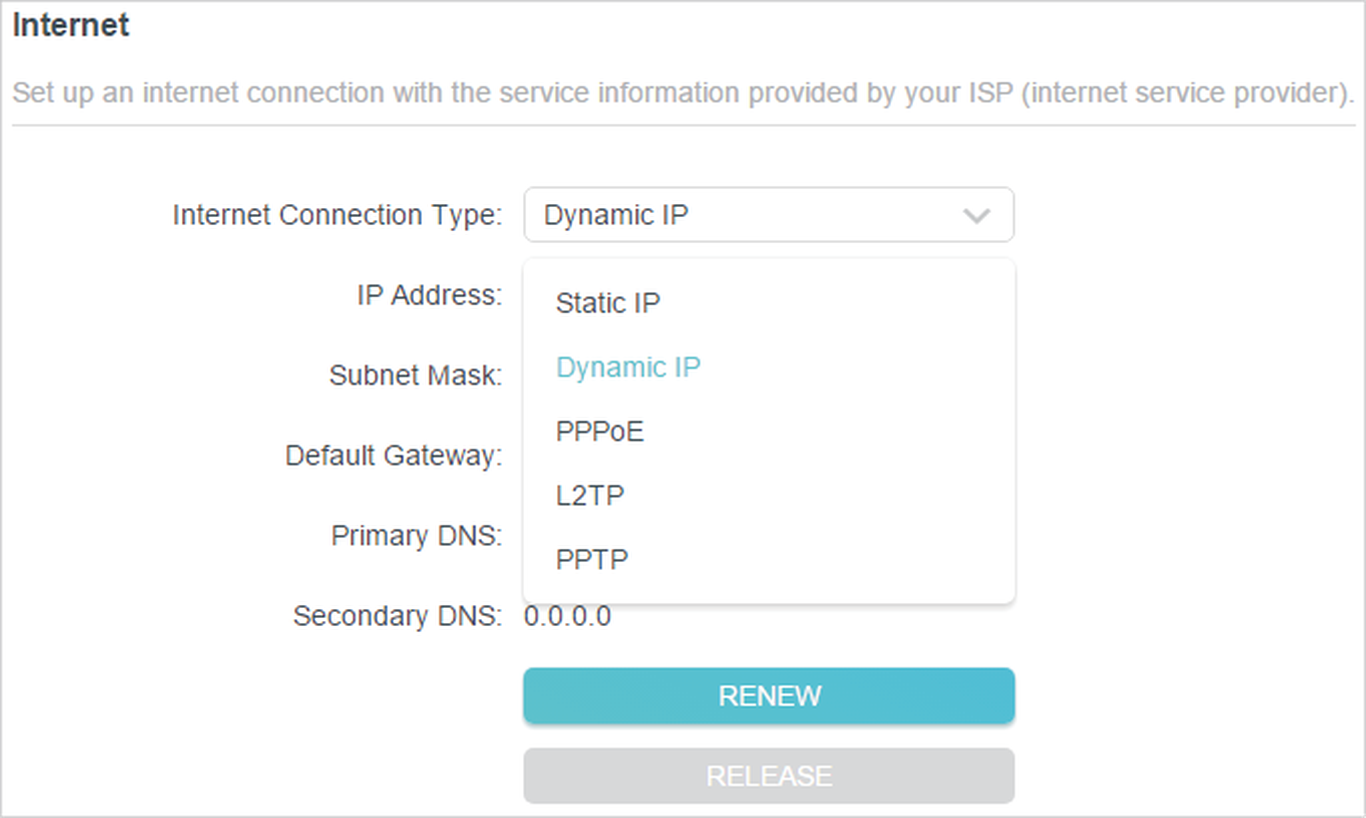 Internet
Set up an internet connection with the service information provided by your ISP (internet service provider).
Internet Connection Type: Dynamic IP
IP Address:
Static IP
Dynamic IP
Subnet Mask:
PPPoE
Default Gateway:
L2TP
Primary DNS:
PPTP
Secondary DNS: 0.0.0.0
RENEW
RELEASE